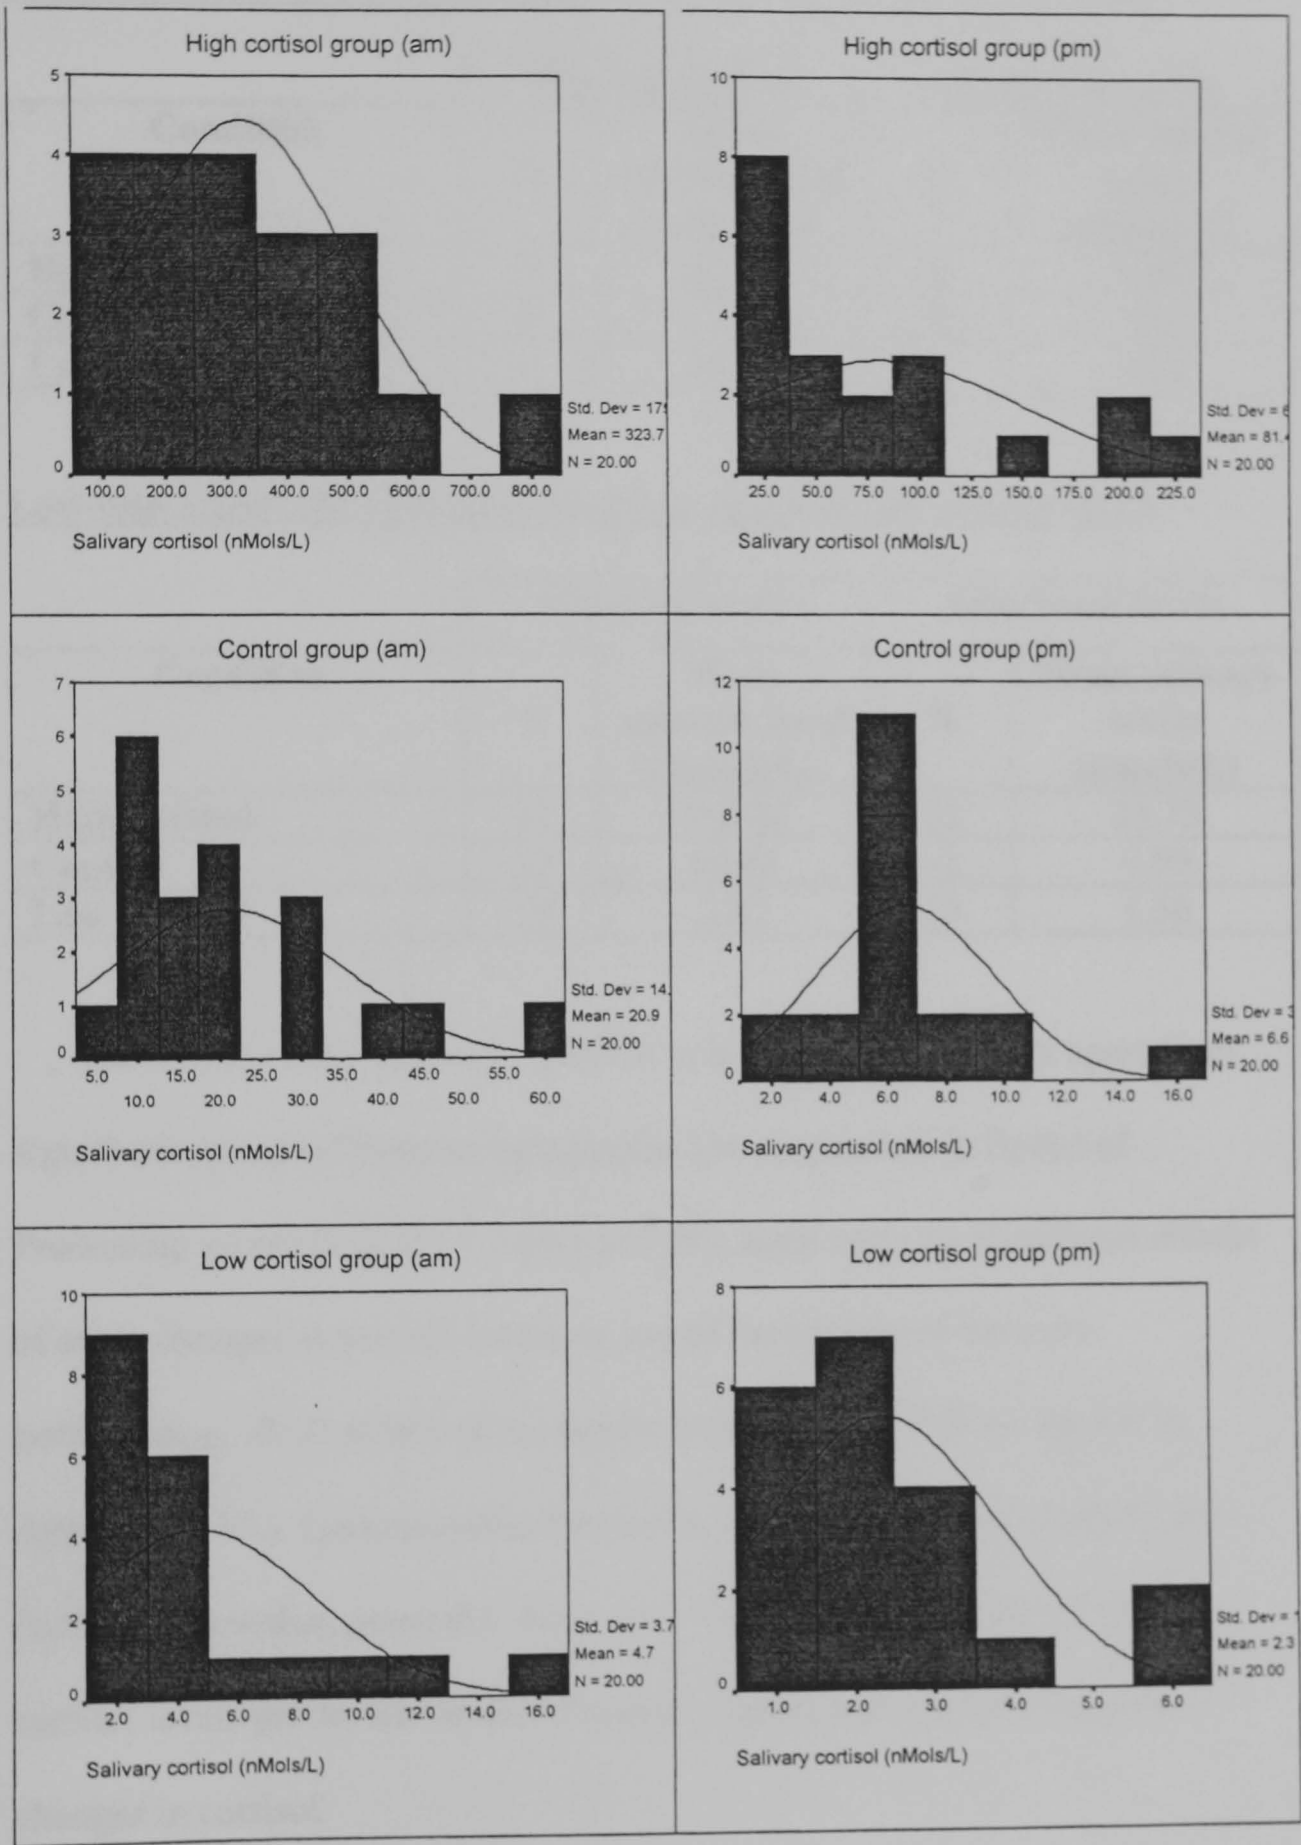 High cortisol group (am)
5
4
3
2
1
0
100.0 200.0 300.0 400.0 500.0 600.0 700.0 800.0
Std. Dev = 175
Mean = 323.7
N = 20.00
Salivary cortisol (nMols/L)
High cortisol group (pm)
10
8
6
4
2
0
25.0 50.0 75.0 100.0 125.0 150.0 175.0 200.0 225.0
Std. Dev = 6
Mean = 81.4
N = 20.00
Salivary cortisol (nMols/L)
Control group (am)
7
6
5
4
3
2
1
0
5.0 15.0 25.0 35.0 45.0 55.0
10.0 20.0 30.0 40.0 50.0 60.0
Std. Dev = 14.
Mean = 20.9
N = 20.00
Salivary cortisol (nMols/L)
Control group (pm)
12
10
8
6
4
2
0
2.0 4.0 6.0 8.0 10.0 12.0 14.0 16.0
Std. Dev = 3
Mean = 6.6
N = 20.00
Salivary cortisol (nMols/L)
Low cortisol group (am)
10
8
6
4
2
0
2.0 4.0 6.0 8.0 10.0 12.0 14.0 16.0
Std. Dev = 3.7
Mean = 4.7
N = 20.00
Salivary cortisol (nMols/L)
Low cortisol group (pm)
8
6
4
2
0
1.0 2.0 3.0 4.0 5.0 6.0
Std. Dev = 1
Mean = 2.3
N = 20.00
Salivary cortisol (nMols/L)